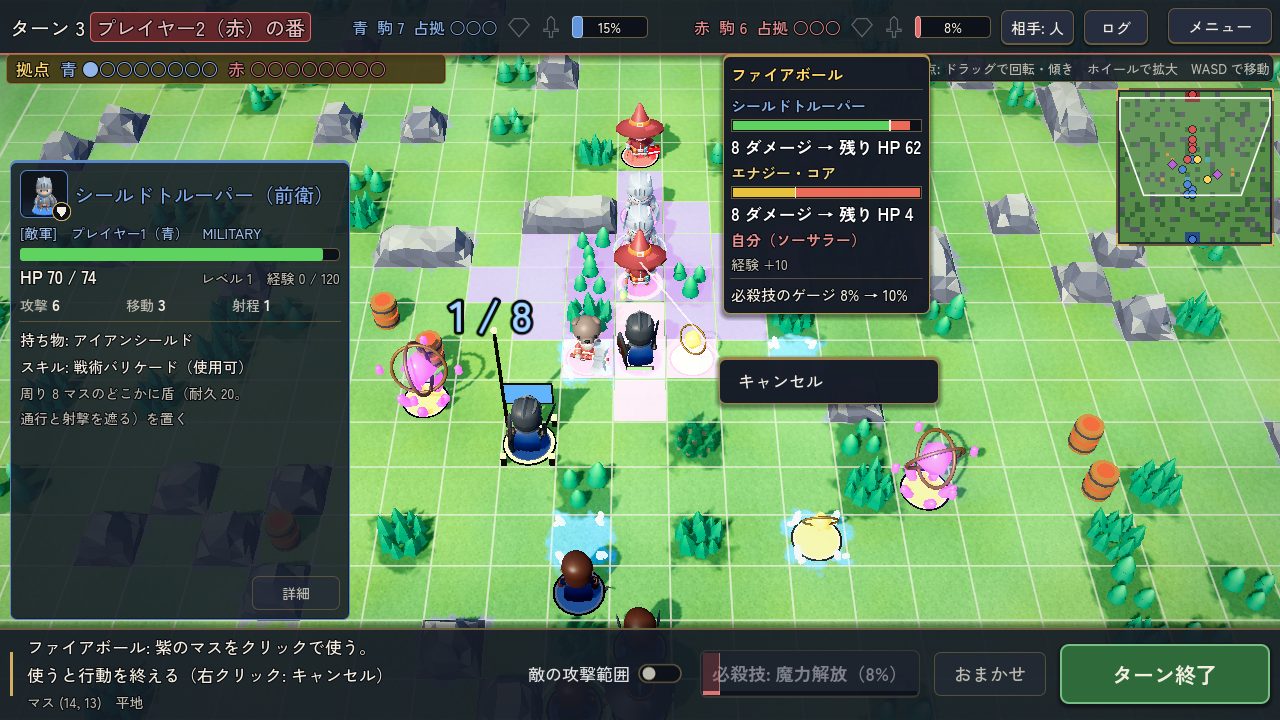 ターン 3 プレイヤー2（赤）の番 青 駒 7 占拠 15% 赤 駒 6 占拠 8% 相手: 人 ログ メニュー
拠点 青 赤
点: ドラッグで回転・傾き ホイールで拡大 WASD で移動
ファイアボール
シールドトルーパー
8 ダメージ → 残り HP 62
エナジー・コア
8 ダメージ → 残り HP 4
自分（ソーサラー）
経験 +10
必殺技のゲージ 8% → 10%
キャンセル
シールドトルーパー（前衛）
[敵軍] プレイヤー1（青） MILITARY
HP 70 / 74 レベル 1 経験 0 / 120
攻撃 6 移動 3 射程 1
持ち物: アイアンシールド
スキル: 戦術バリケード（使用可）
周り 8 マスのどこかに盾（耐久 20。
通行と射撃を遮る）を置く
詳細
1 / 8
ファイアボール: 紫のマスをクリックで使う。
使うと行動を終える（右クリック: キャンセル）
マス (14, 13) 平地
敵の攻撃範囲
必殺技: 魔力解放（8%）
おまかせ
ターン終了